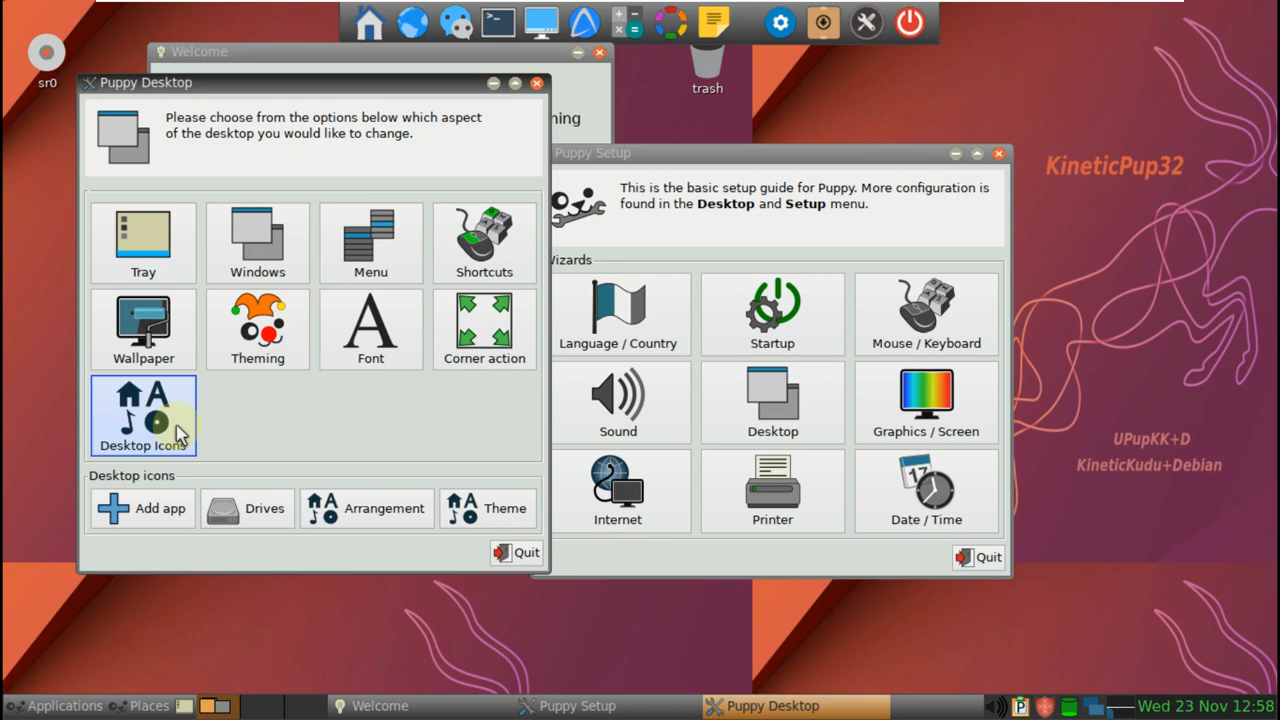 sr0
Welcome
trash
ning
Puppy Desktop
Please choose from the options below which aspect
of the desktop you would like to change.
Tray
Windows
Menu
Shortcuts
Wallpaper
Theming
Font
Corner action
Desktop Icons
Desktop icons
Add app
Drives
Arrangement
Theme
Quit
Puppy Setup
This is the basic setup guide for Puppy. More configuration is
found in the Desktop and Setup menu.
Wizards
Language / Country
Startup
Mouse / Keyboard
Sound
Desktop
Graphics / Screen
Internet
Printer
17
Date / Time
Quit
KineticPup32
UPupKK+D
KineticKudu+Debian
Applications
Places
Welcome
Puppy Setup
Puppy Desktop
P
Wed 23 Nov 12:58